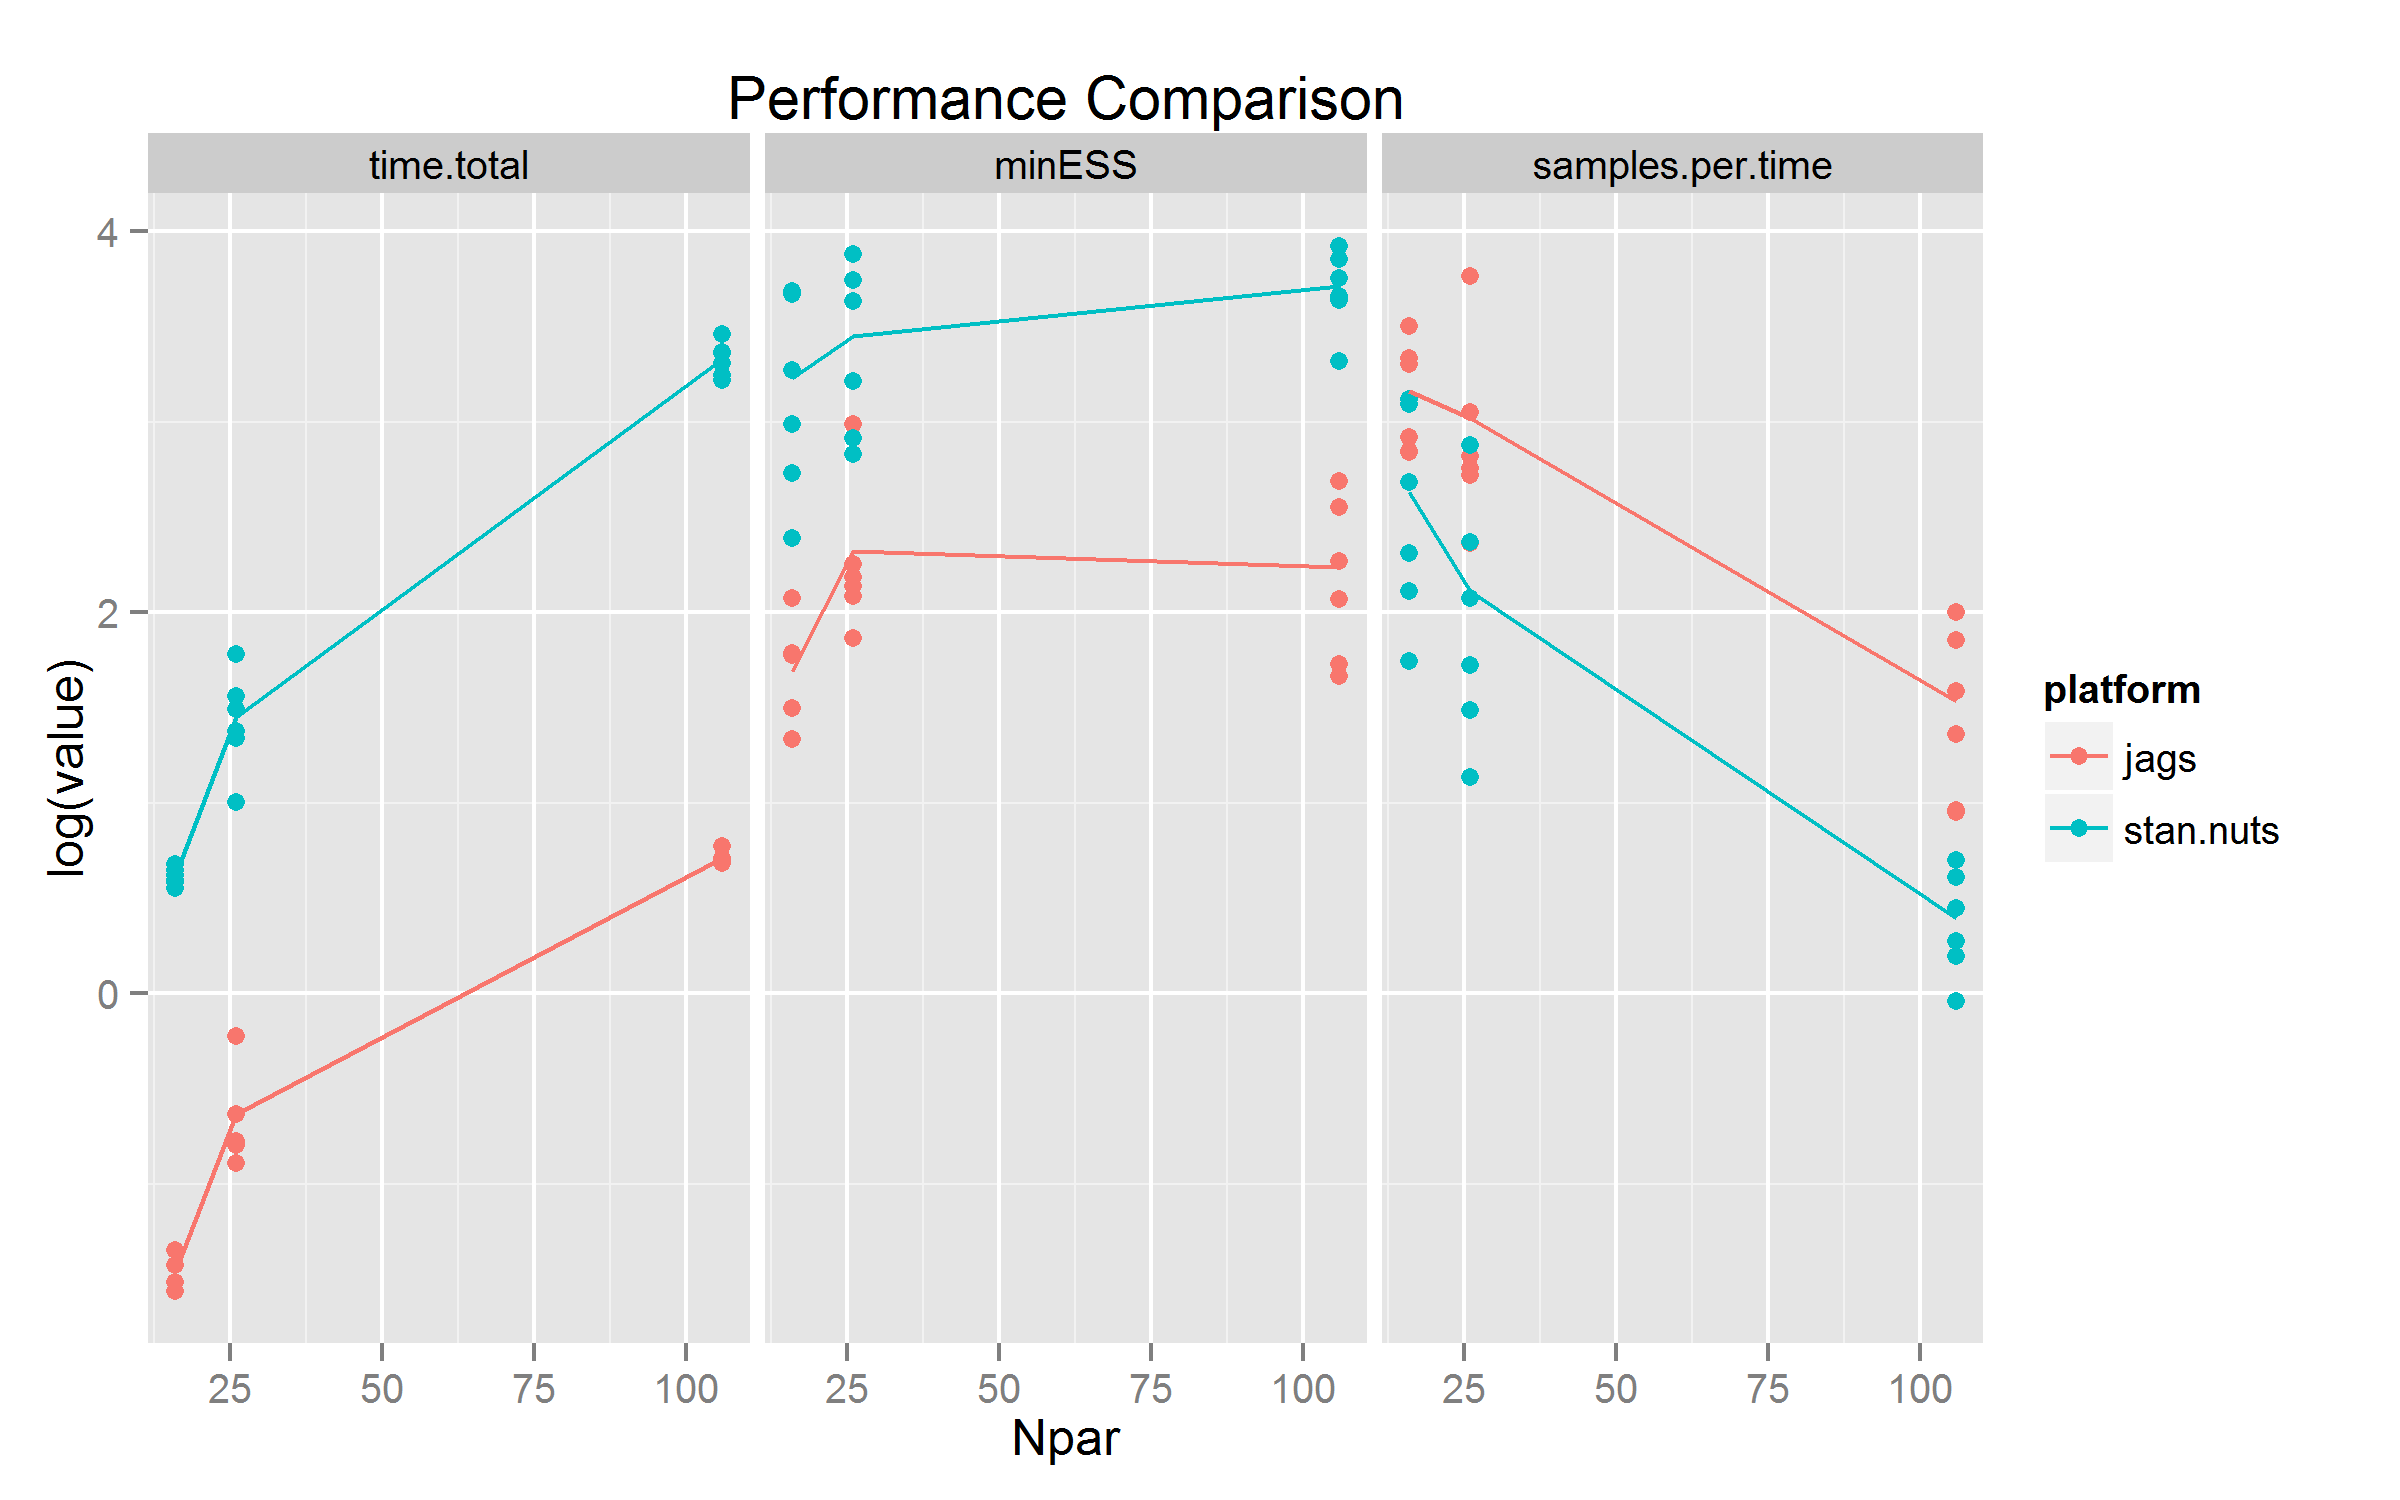 Performance Comparison
time.total minESS samples.per.time
log(value)
4
2
0
25 50 75 100 25 50 75 100 25 50 75 100
Npar
platform
jags
stan.nuts